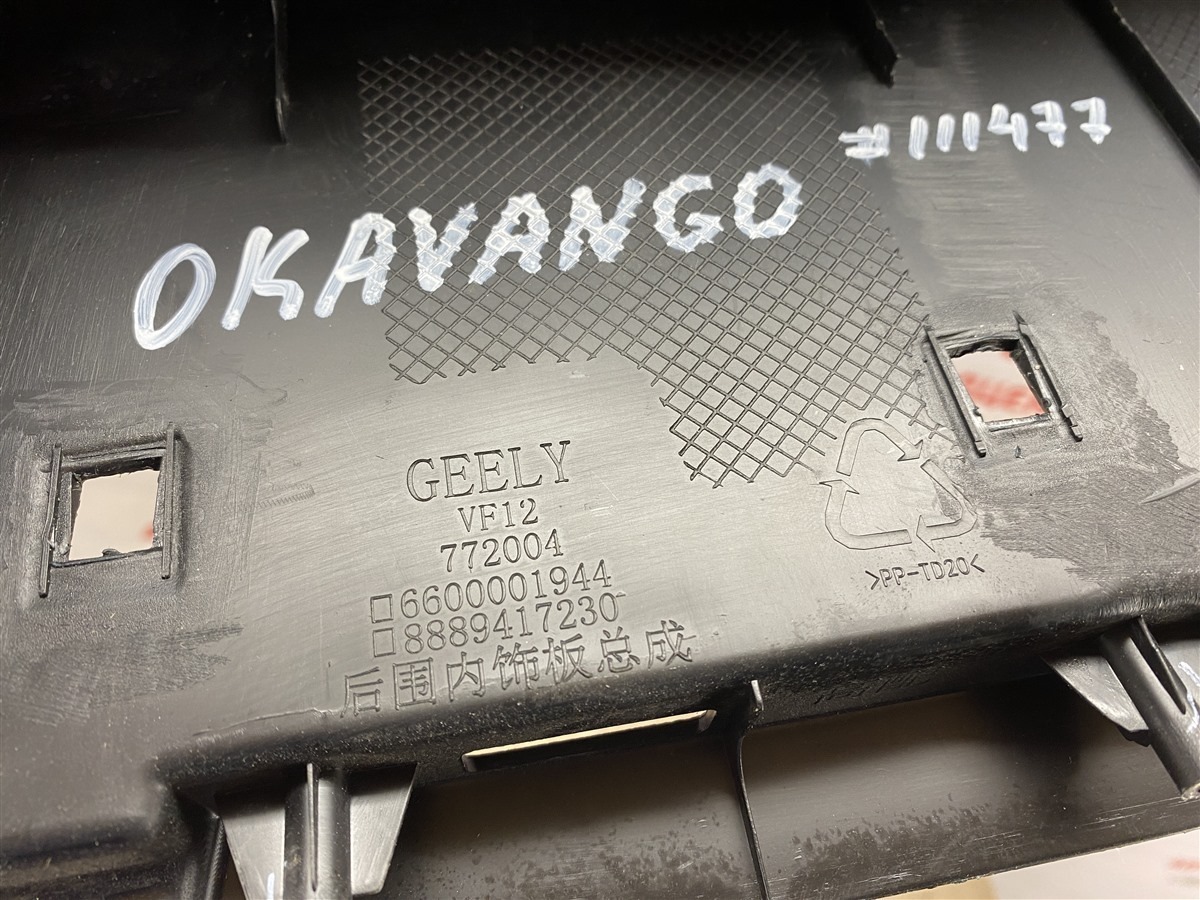 OKAVANGO
#111477
GEELY
VF12
772004
□6600001944
□8889417230
后围内饰板总成
>PP-TD20<